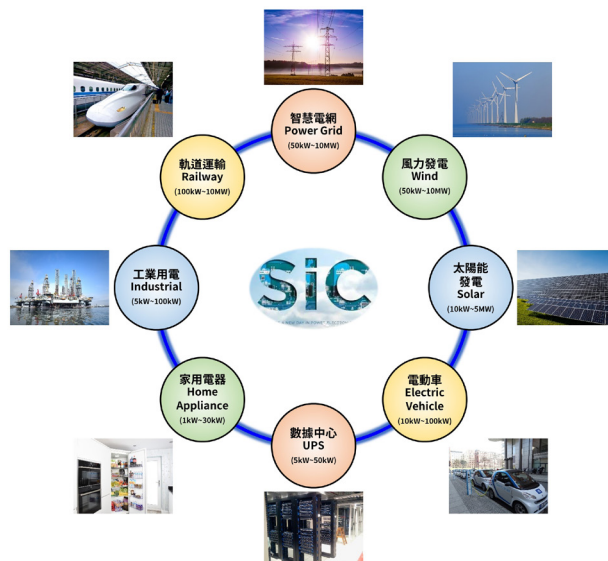 智慧電網
Power Grid
(50kW~10MW)
風力發電
Wind
(50kW~10MW)
太陽能
發電
Solar
(10kW~5MW)
電動車
Electric
Vehicle
(10kW~100kW)
數據中心
UPS
(5kW~50kW)
家用電器
Home
Appliance
(1kW~30kW)
工業用電
Industrial
(5kW~100kW)
軌道運輸
Railway
(100kW~10MW)
SiC